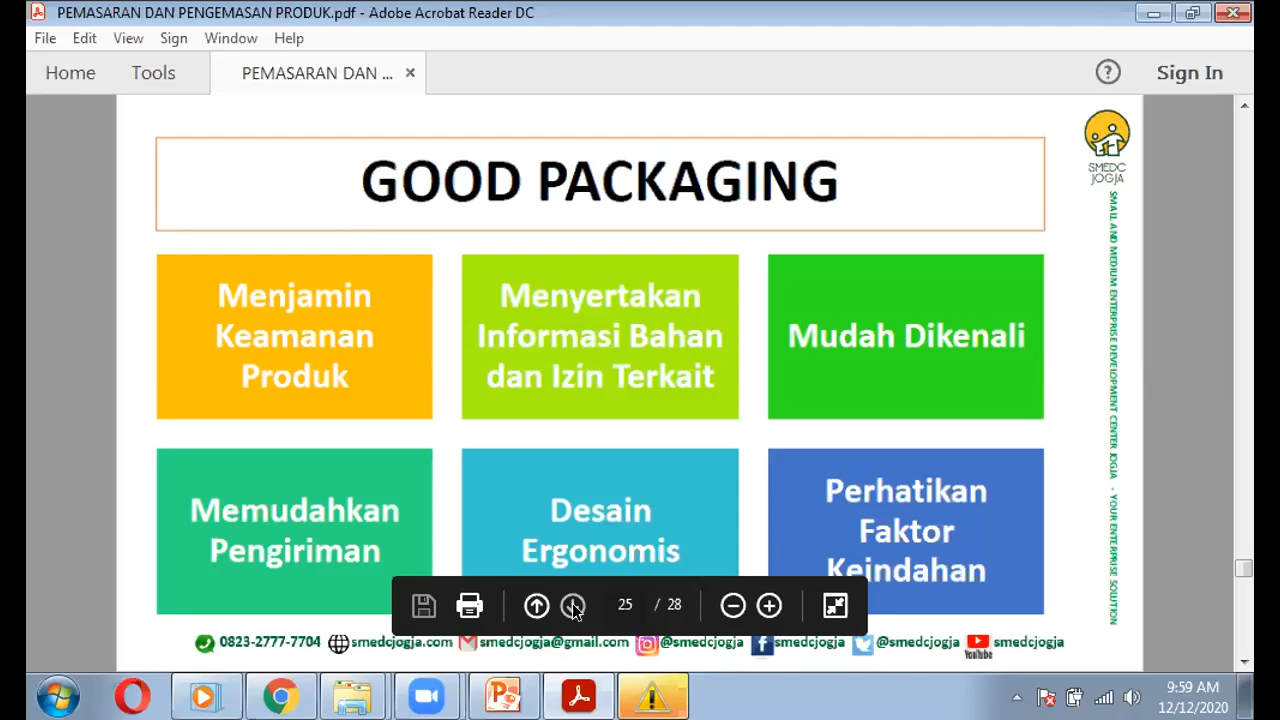 PEMASARAN DAN PENGEMASAN PRODUK.pdf - Adobe Acrobat Reader DC
File Edit View Sign Window Help
Home Tools PEMASARAN DAN ... × ? Sign In
SMEDC
JOGJA
SMALL AND MEDIUM ENTERPRISE DEVELOPMENT CENTER JOGJA - YOUR ENTERPRISE SOLUTION
GOOD PACKAGING
Menjamin
Keamanan
Produk
Menyertakan
Informasi Bahan
dan Izin Terkait
Mudah Dikenali
Memudahkan
Pengiriman
Desain
Ergonomis
Perhatikan
Faktor
Keindahan
25 / 28
0823-2777-7704 smedcjogja.com smedcjogja@gmail.com @smedcjogja smedcjogja @smedcjogja YouTube smedcjogja
9:59 AM
12/12/2020